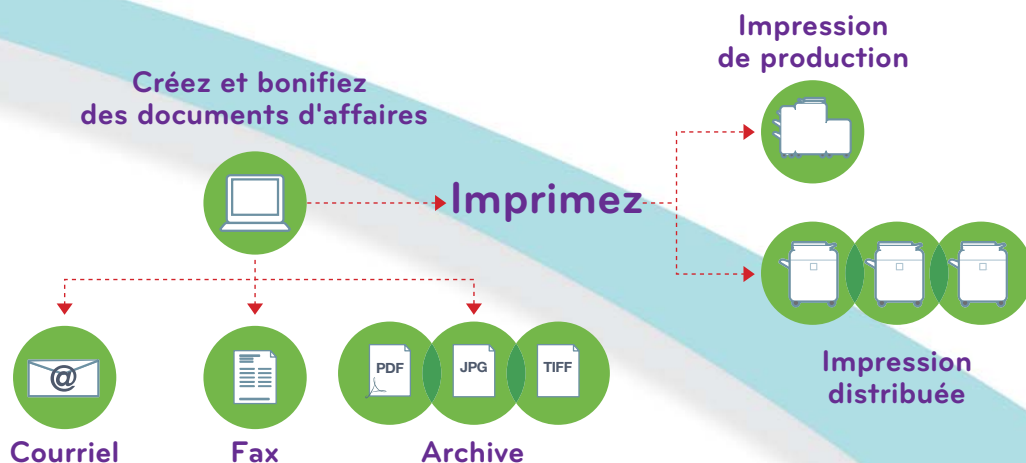 Impression
de production
Créez et bonifiez
des documents d'affaires
Imprimez
@
PDF
JPG
TIFF
Impression
distribuée
Courriel
Fax
Archive